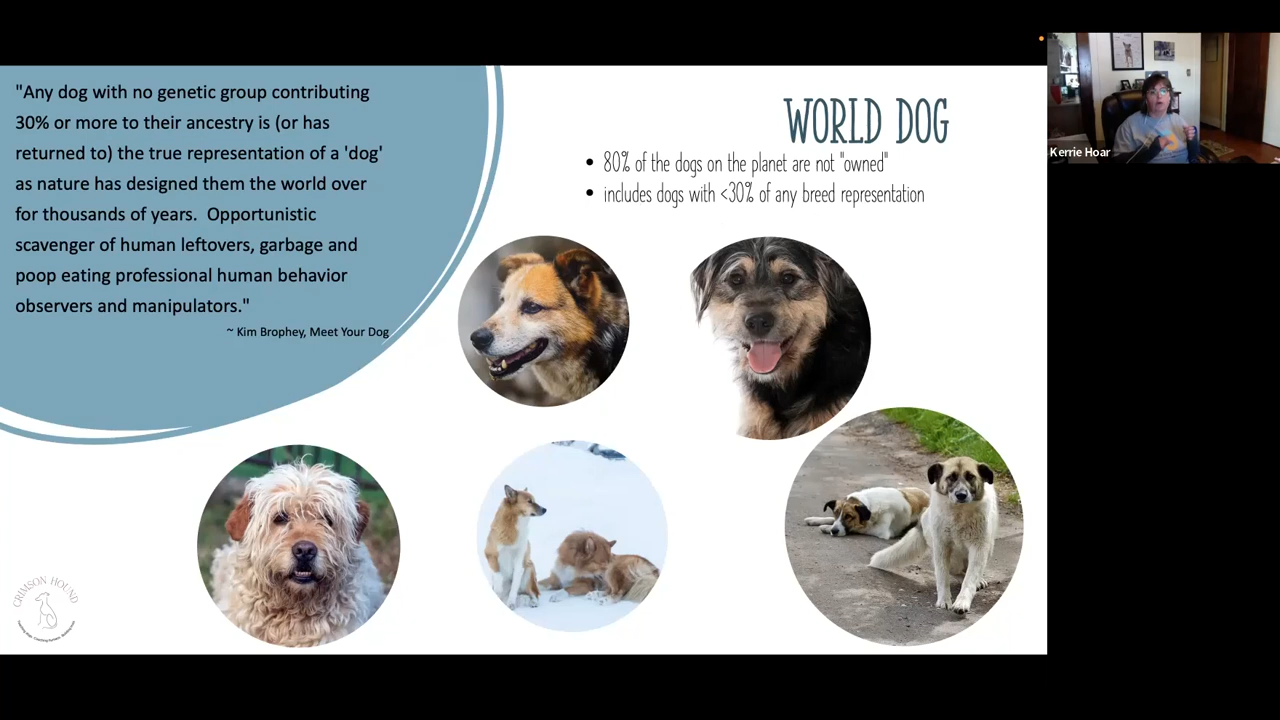 "Any dog with no genetic group contributing
30% or more to their ancestry is (or has
returned to) the true representation of a 'dog'
as nature has designed them the world over
for thousands of years.  Opportunistic
scavenger of human leftovers, garbage and
poop eating professional human behavior
observers and manipulators."
~ Kim Brophey, Meet Your Dog
WORLD DOG
• 80% of the dogs on the planet are not "owned"
• includes dogs with <30% of any breed representation
Kerrie Hoar
CRIMSON HOUND